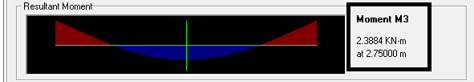 Resultant Moment
Moment M3
2.3884 KN-m
at 2.75000 m